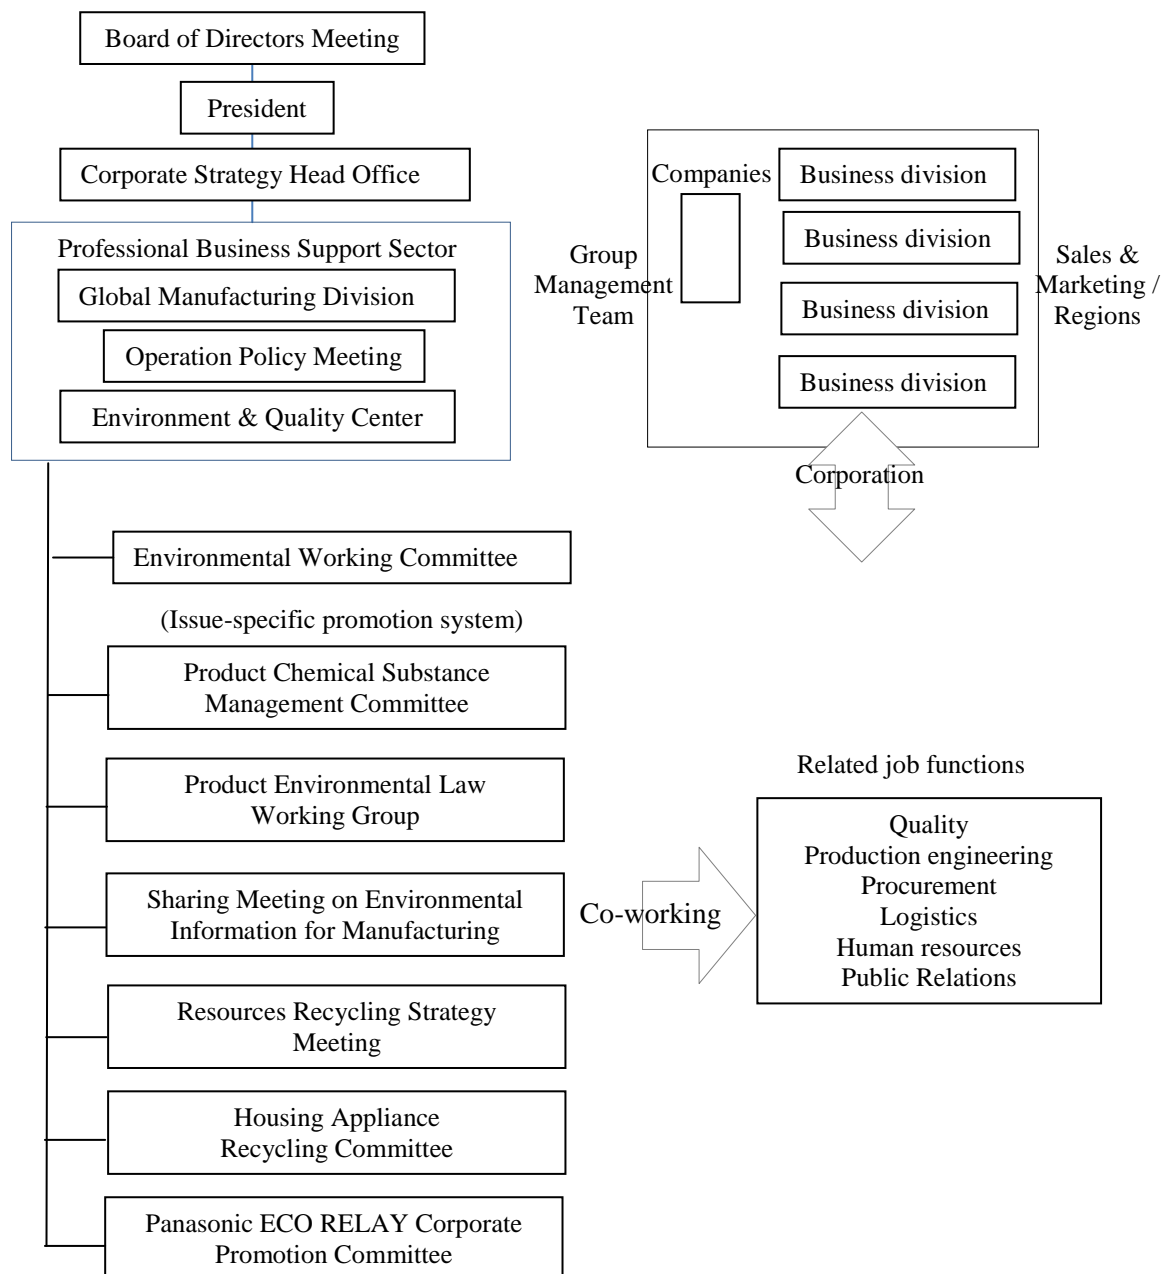 Board of Directors Meeting
President
Corporate Strategy Head Office
Professional Business Support Sector
Global Manufacturing Division
Operation Policy Meeting
Environment & Quality Center
Group
Management
Team
Companies
Business division
Business division
Business division
Business division
Sales &
Marketing /
Regions
Corporation
Environmental Working Committee
(Issue-specific promotion system)
Product Chemical Substance
Management Committee
Product Environmental Law
Working Group
Sharing Meeting on Environmental
Information for Manufacturing
Resources Recycling Strategy
Meeting
Housing Appliance
Recycling Committee
Panasonic ECO RELAY Corporate
Promotion Committee
Co-working
Related job functions
Quality
Production engineering
Procurement
Logistics
Human resources
Public Relations